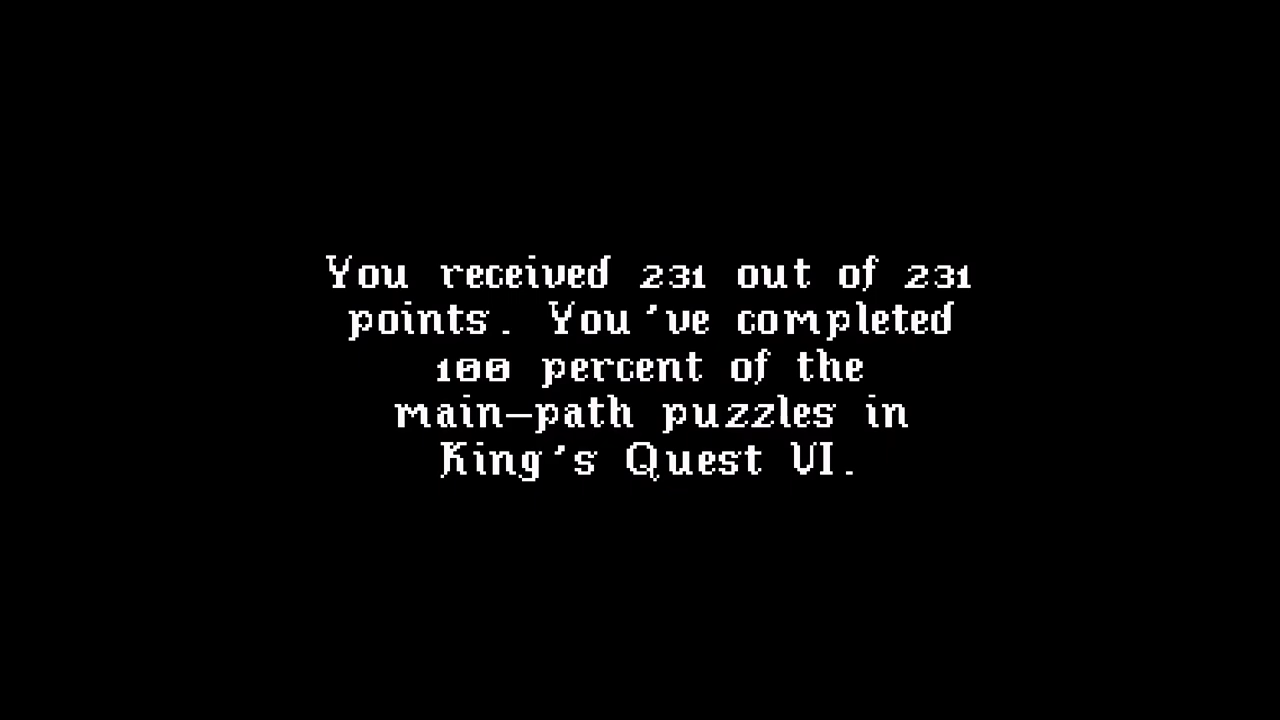 You received 231 out of 231
points. You've completed
100 percent of the
main-path puzzles in
King's Quest VI.